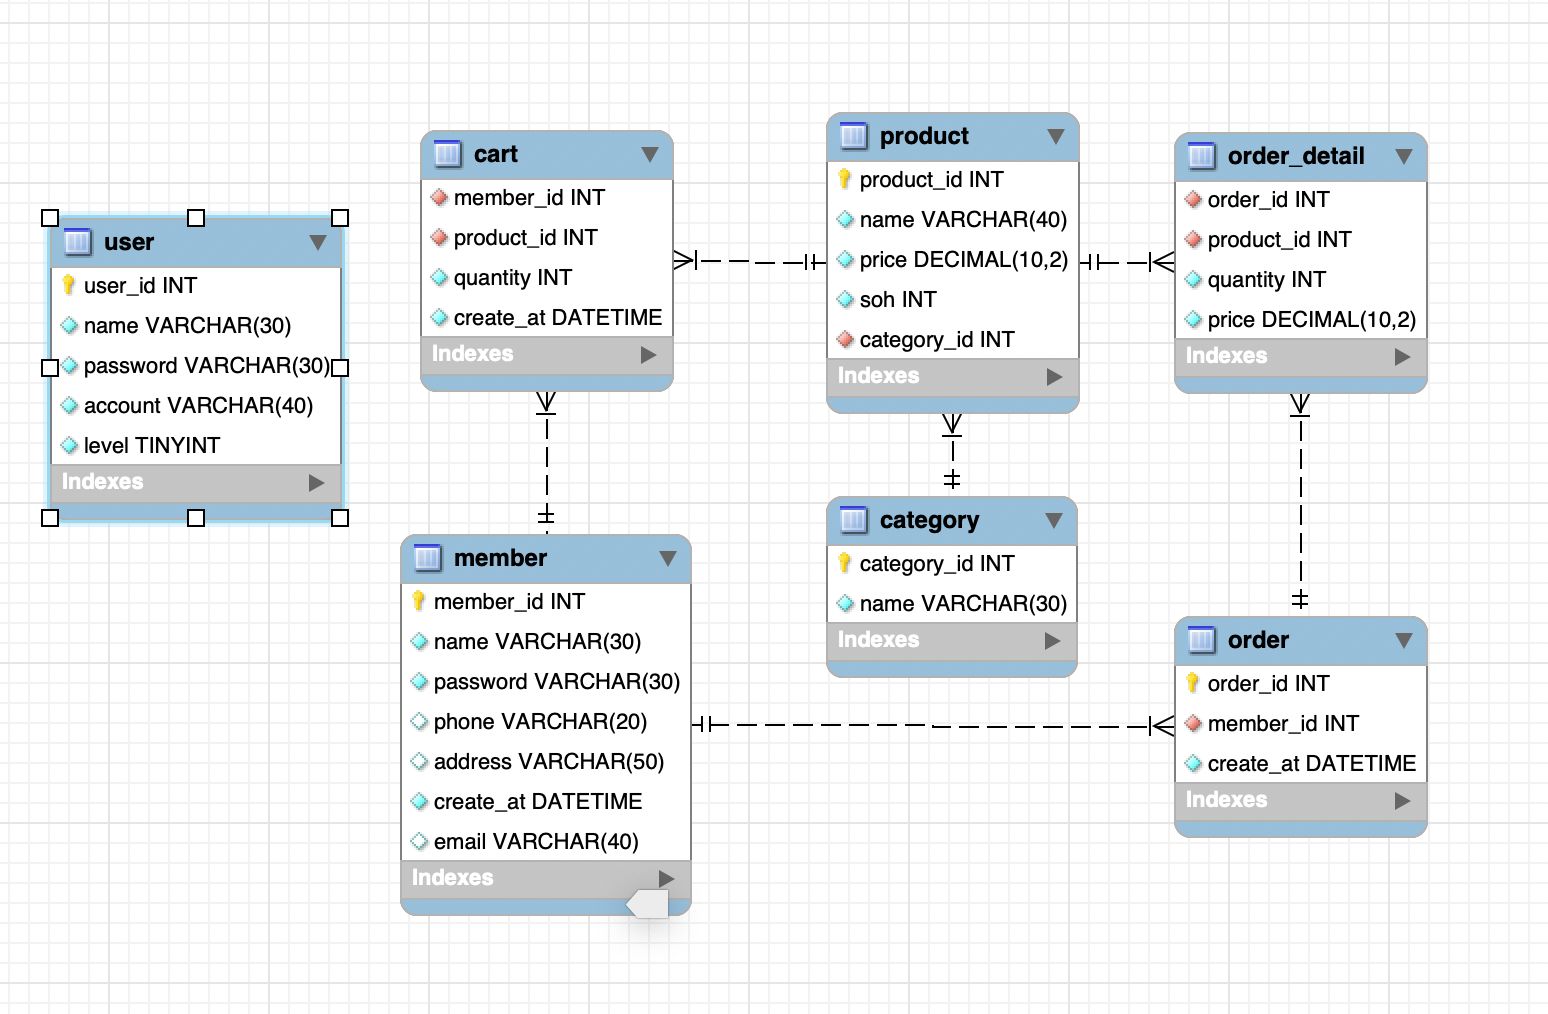 user
user_id INT
name VARCHAR(30)
password VARCHAR(30)
account VARCHAR(40)
level TINYINT
Indexes
cart
member_id INT
product_id INT
quantity INT
create_at DATETIME
Indexes
member
member_id INT
name VARCHAR(30)
password VARCHAR(30)
phone VARCHAR(20)
address VARCHAR(50)
create_at DATETIME
email VARCHAR(40)
Indexes
product
product_id INT
name VARCHAR(40)
price DECIMAL(10,2)
soh INT
category_id INT
Indexes
category
category_id INT
name VARCHAR(30)
Indexes
order_detail
order_id INT
product_id INT
quantity INT
price DECIMAL(10,2)
Indexes
order
order_id INT
member_id INT
create_at DATETIME
Indexes